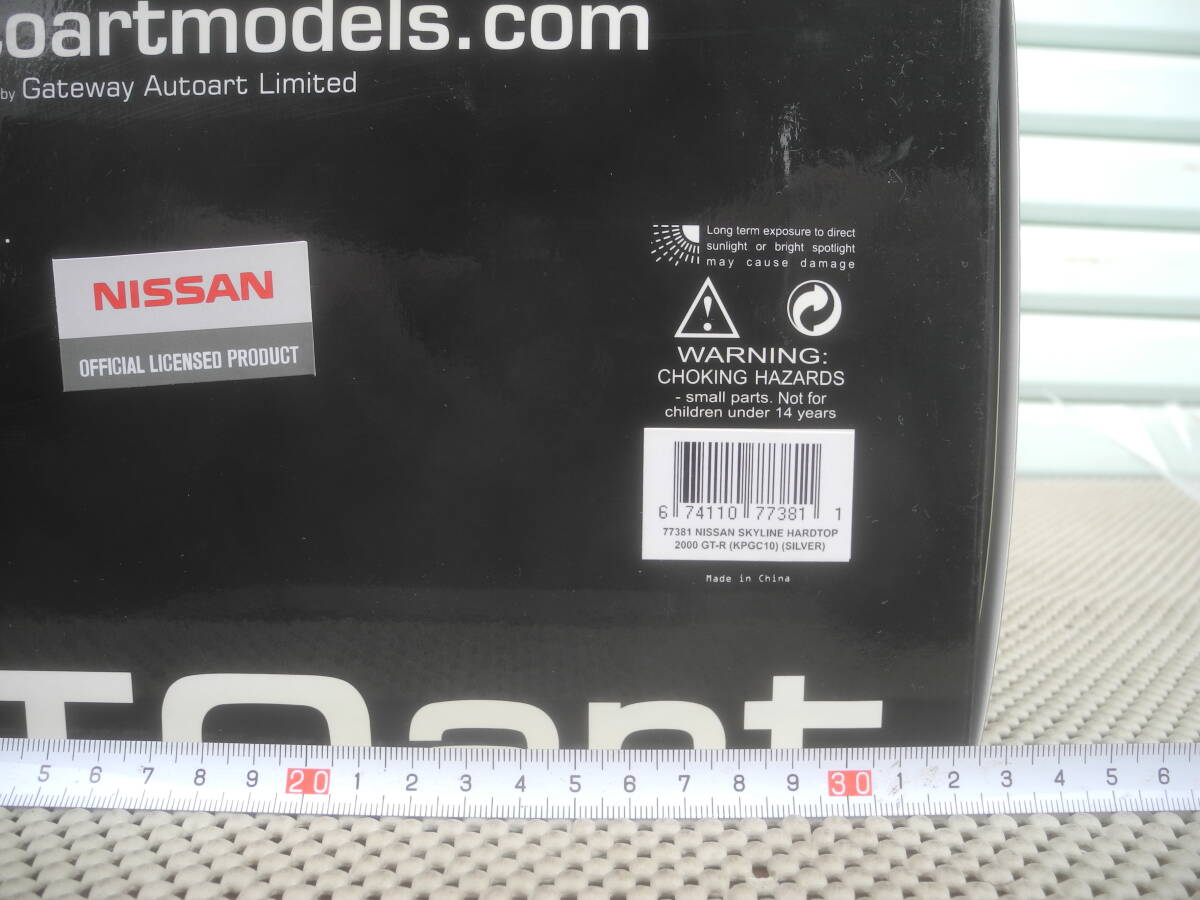 toartmodels.com
by Gateway Autoart Limited
NISSAN
OFFICIAL LICENSED PRODUCT
Long term exposure to direct
sunlight or bright spotlight
may cause damage
WARNING:
CHOKING HAZARDS
- small parts. Not for
children under 14 years
6 74110 77381 1
77381 NISSAN SKYLINE HARDTOP
2000 GT-R (KPGC10) (SILVER)
Made in China
TOart
5 6 7 8 9 20 1 2 3 4 5 6 7 8 9 30 1 2 3 4 5 6